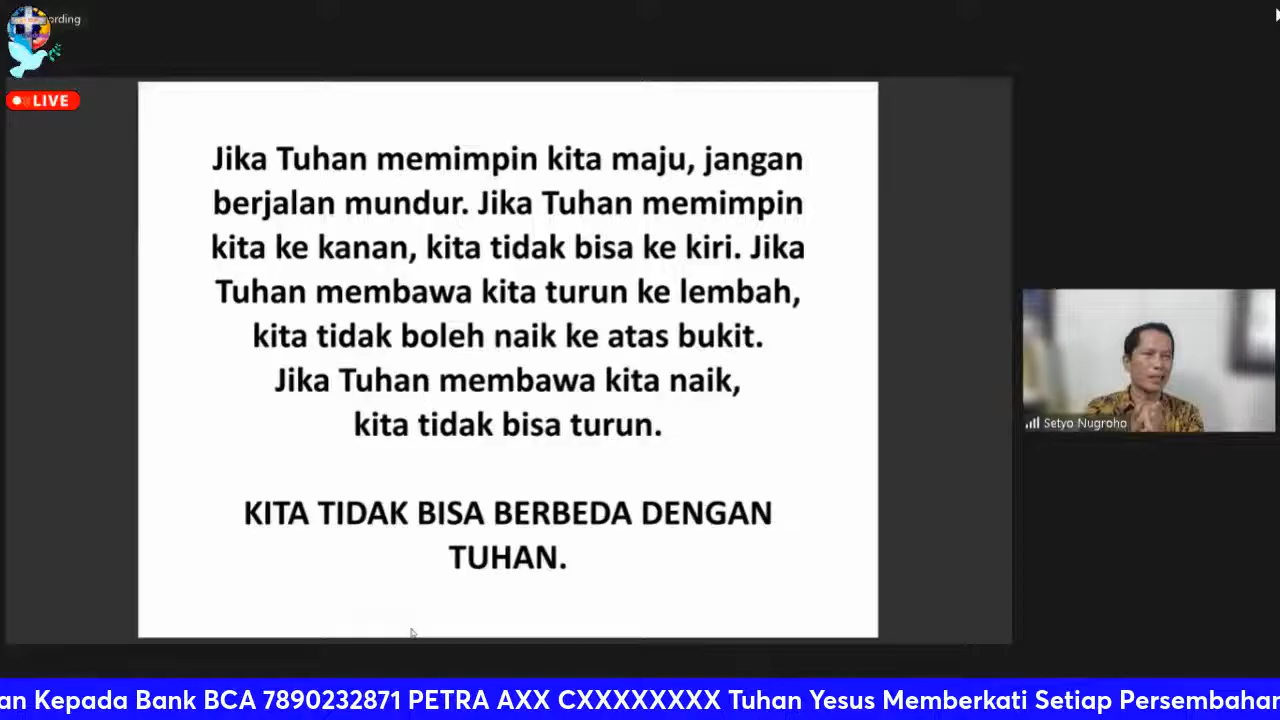 ording
LIVE
Jika Tuhan memimpin kita maju, jangan
berjalan mundur. Jika Tuhan memimpin
kita ke kanan, kita tidak bisa ke kiri. Jika
Tuhan membawa kita turun ke lembah,
kita tidak boleh naik ke atas bukit.
Jika Tuhan membawa kita naik,
kita tidak bisa turun.
KITA TIDAK BISA BERBEDA DENGAN
TUHAN.
Setyo Nugroho
an Kepada Bank BCA 7890232871 PETRA AXX CXXXXXXXX Tuhan Yesus Memberkati Setiap Persembahan